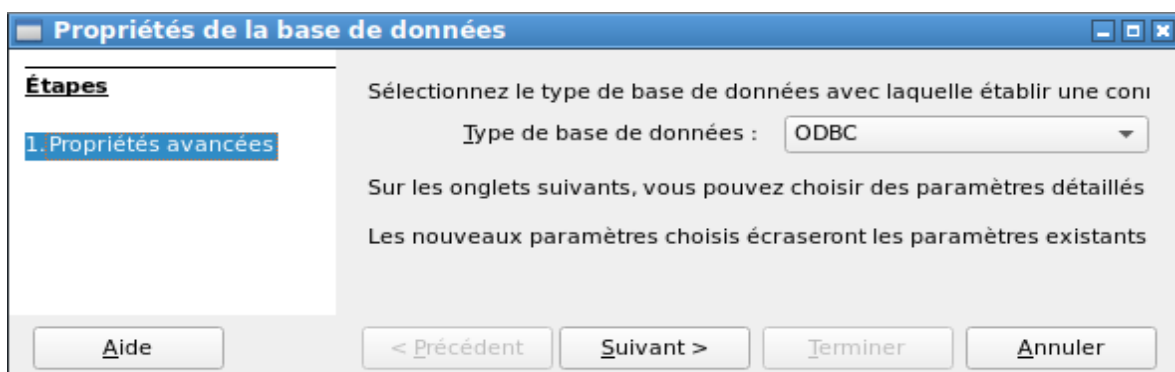 Propriétés de la base de données
Étapes
1.Propriétés avancées
Sélectionnez le type de base de données avec laquelle établir une
Type de base de données :
ODBC
Sur les onglets suivants, vous pouvez choisir des paramètres détaillés
Les nouveaux paramètres choisis écraseront les paramètres existants
Aide
< Précédent
Suivant >
Terminer
Annuler